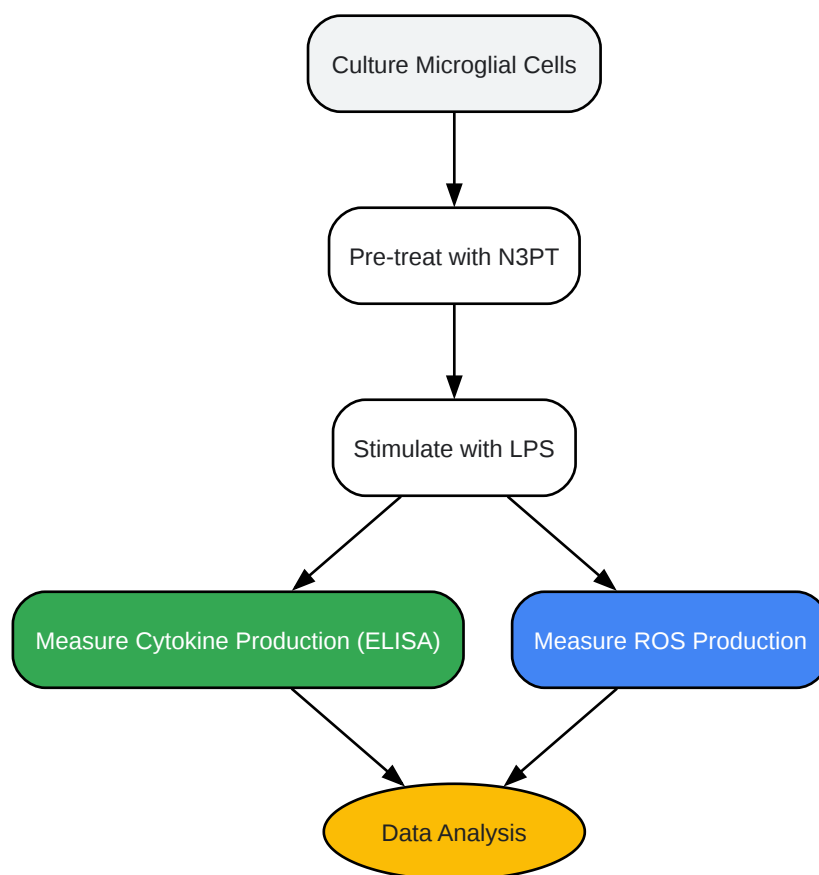 Culture Microglial Cells
Pre-treat with N3PT
Stimulate with LPS
Measure Cytokine Production (ELISA)
Measure ROS Production
Data Analysis